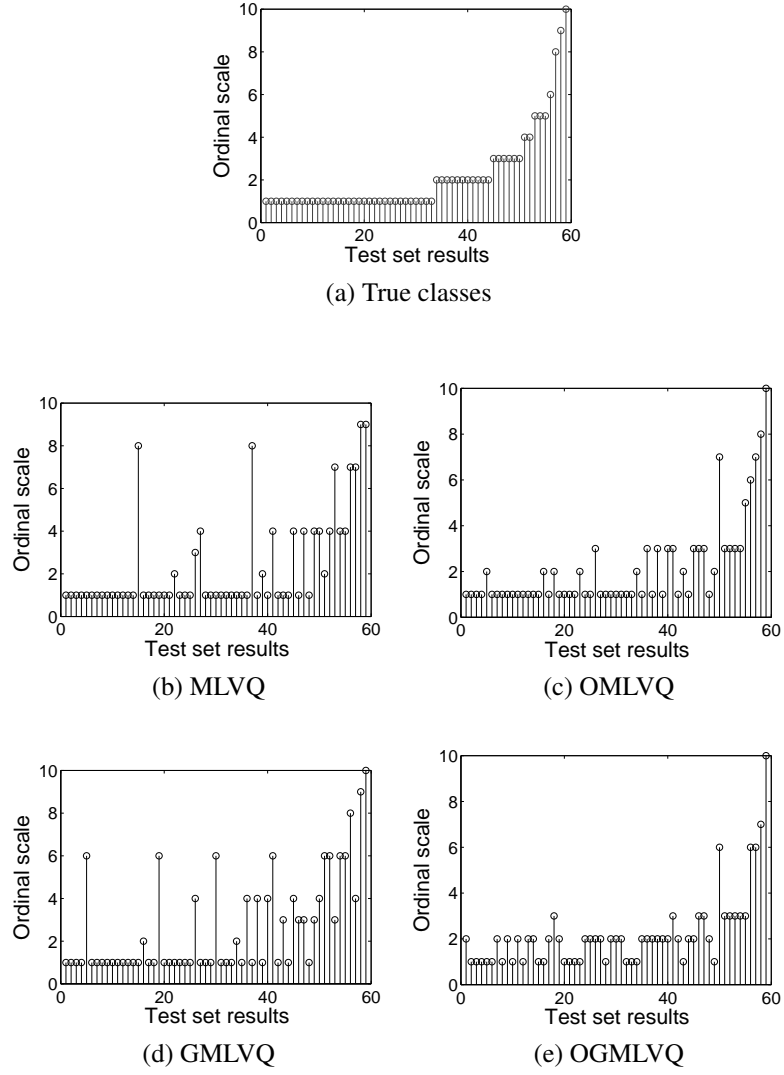 10
8
6
4
2
0
Ordinal scale
0 20 40 60
Test set results
(a) True classes
10
8
6
4
2
0
Ordinal scale
0 20 40 60
Test set results
(b) MLVQ
10
8
6
4
2
0
Ordinal scale
0 20 40 60
Test set results
(c) OMLVQ
10
8
6
4
2
0
Ordinal scale
0 20 40 60
Test set results
(d) GMLVQ
10
8
6
4
2
0
Ordinal scale
0 20 40 60
Test set results
(e) OGMLVQ